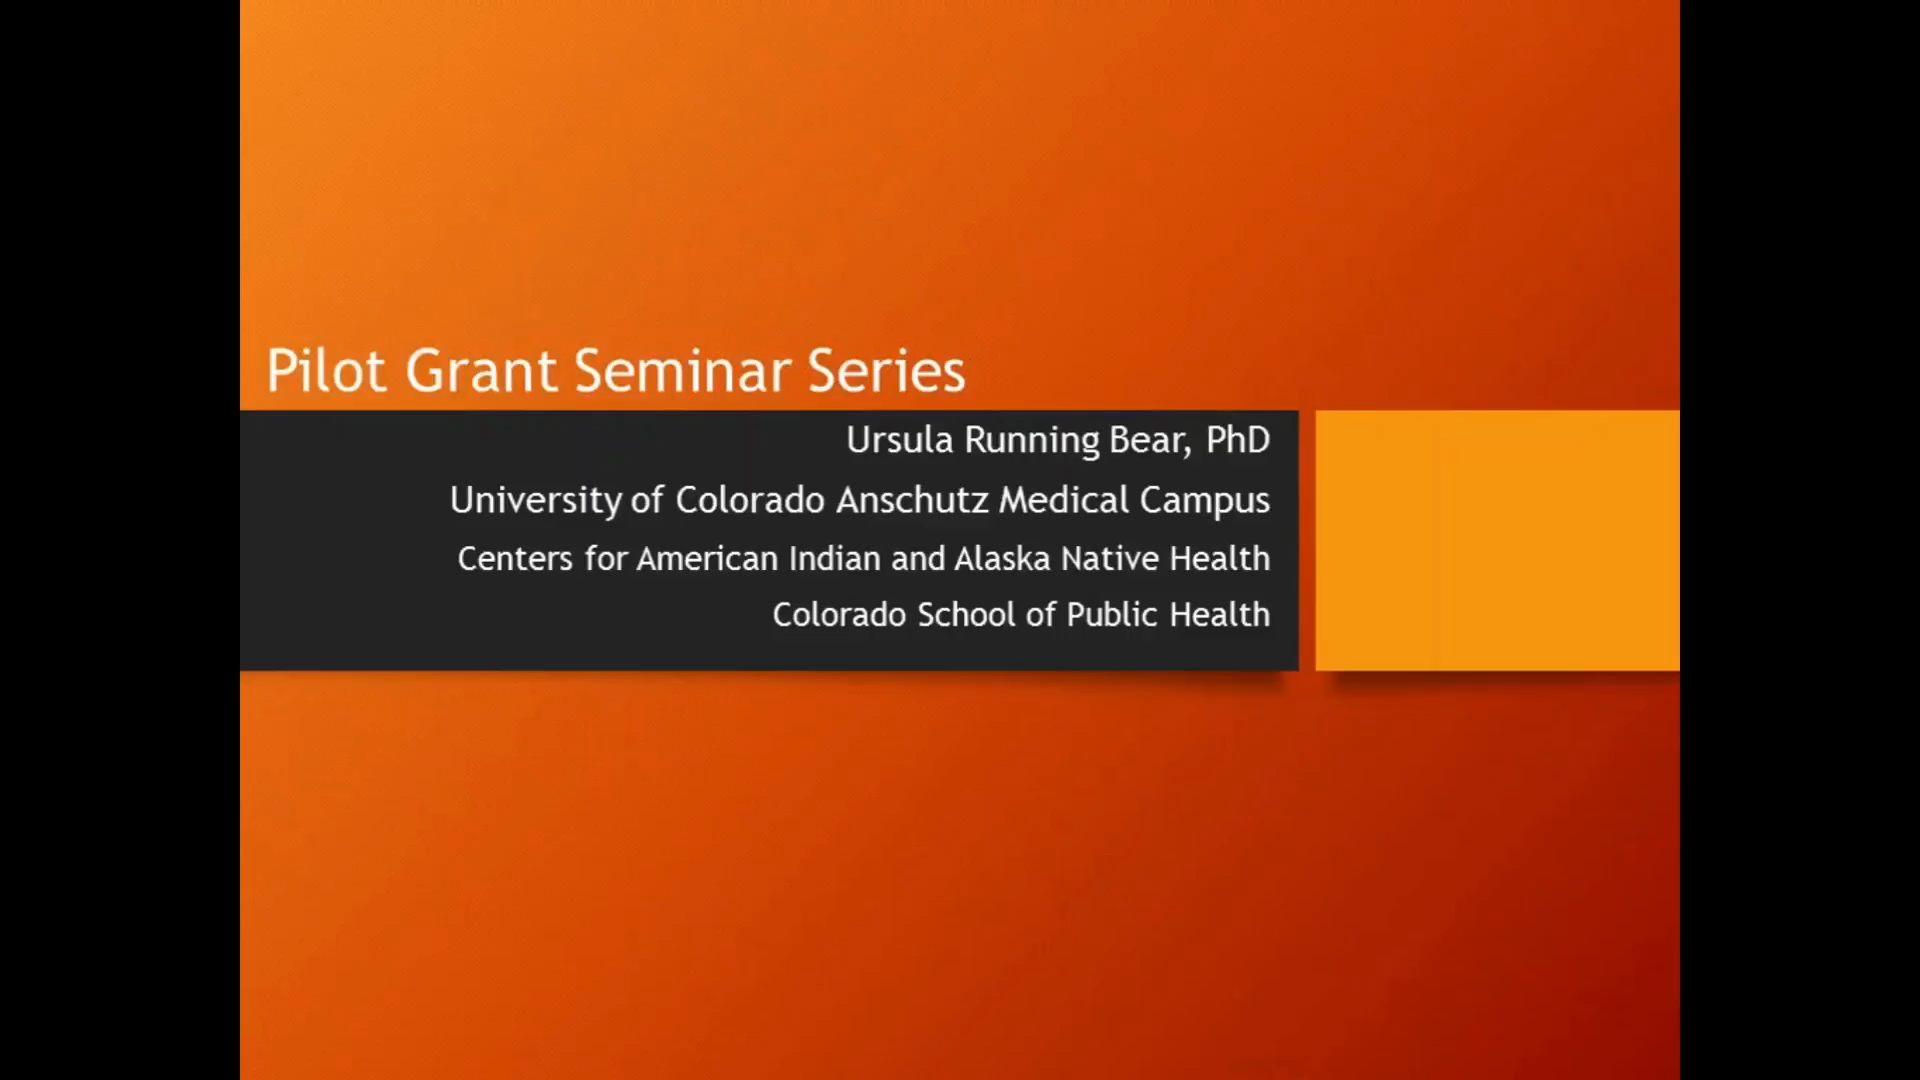 Pilot Grant Seminar Series
Ursula Running Bear, PhD
University of Colorado Anschutz Medical Campus
Centers for American Indian and Alaska Native Health
Colorado School of Public Health